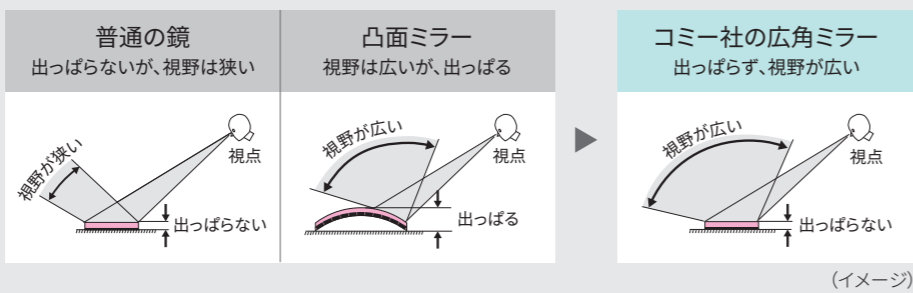 普通の鏡
出っぱらないが、視野は狭い
視野が狭い
視点
出っぱらない
凸面ミラー
視野は広いが、出っぱる
視野が広い
視点
出っぱる
コミー社の広角ミラー
出っぱらず、視野が広い
視野が広い
視点
出っぱらない
（イメージ）